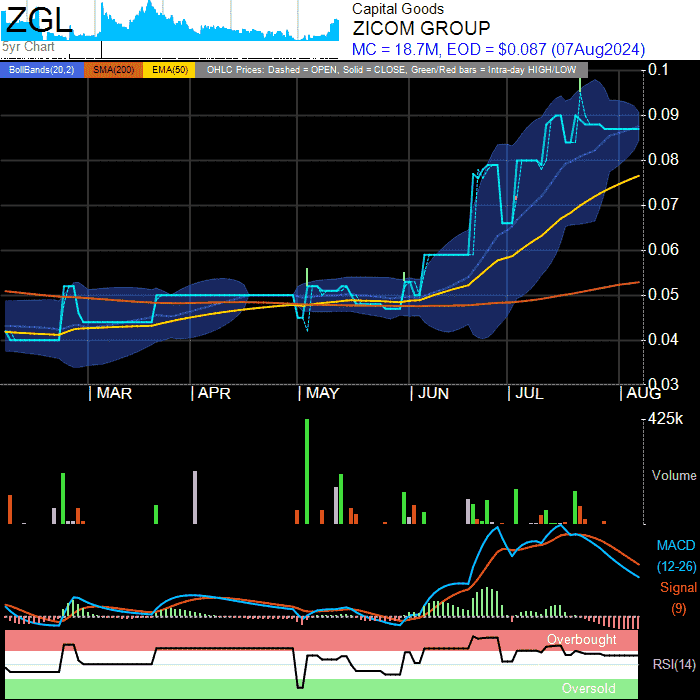 ZGL
5yr Chart
Capital Goods
ZICOM GROUP
MC = 18.7M, EOD = $0.087 (07Aug2024)
BollBands(20,2) SMA(200) EMA(50) OHLC Prices: Dashed = OPEN, Solid = CLOSE, Green/Red bars = Intra-day HIGH/LOW
0.1
0.09
0.08
0.07
0.06
0.05
0.04
0.03
| MAR | APR | MAY | JUN | JUL | AUG
425k
Volume
MACD
(12-26)
Signal
(9)
Overbought
RSI(14)
Oversold